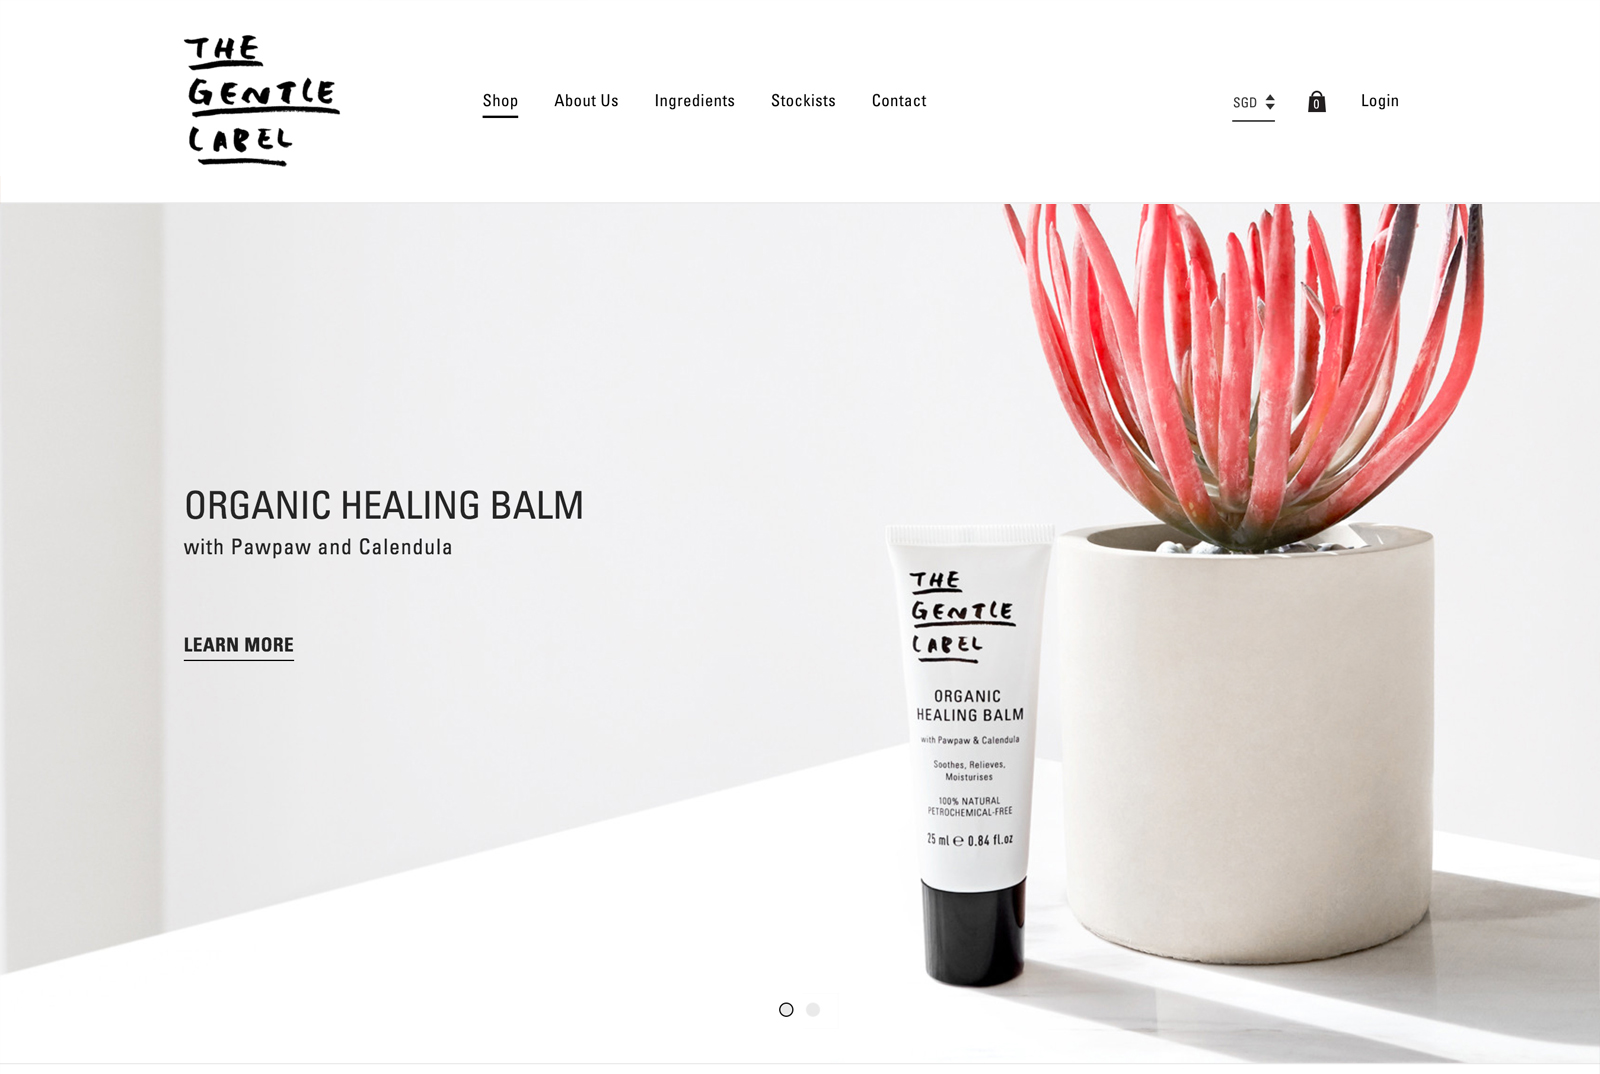 THE
GENTLE
LABEL
Shop
About Us
Ingredients
Stockists
Contact
SGD
0
Login
ORGANIC HEALING BALM
with Pawpaw and Calendula
LEARN MORE
THE
GENTLE
LABEL
ORGANIC
HEALING BALM
with Pawpaw & Calendula
Soothes, Relieves,
Moisturises
100% NATURAL
PETROCHEMICAL-FREE
25 ml ℮ 0.84 fl.oz